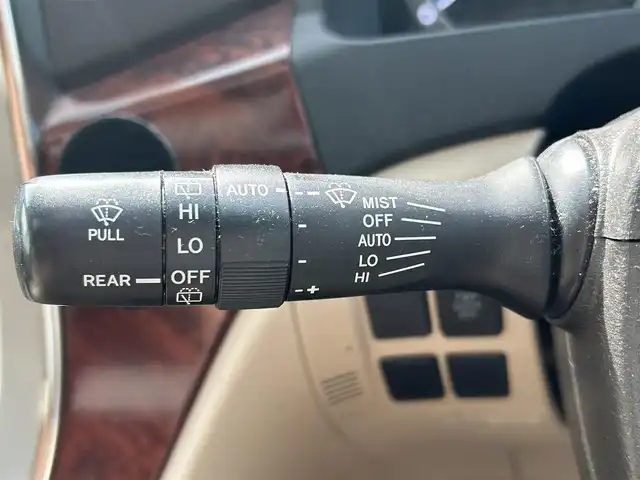 PULL
REAR
HI
LO
OFF
AUTO
- +
MIST
OFF
AUTO
LO
HI